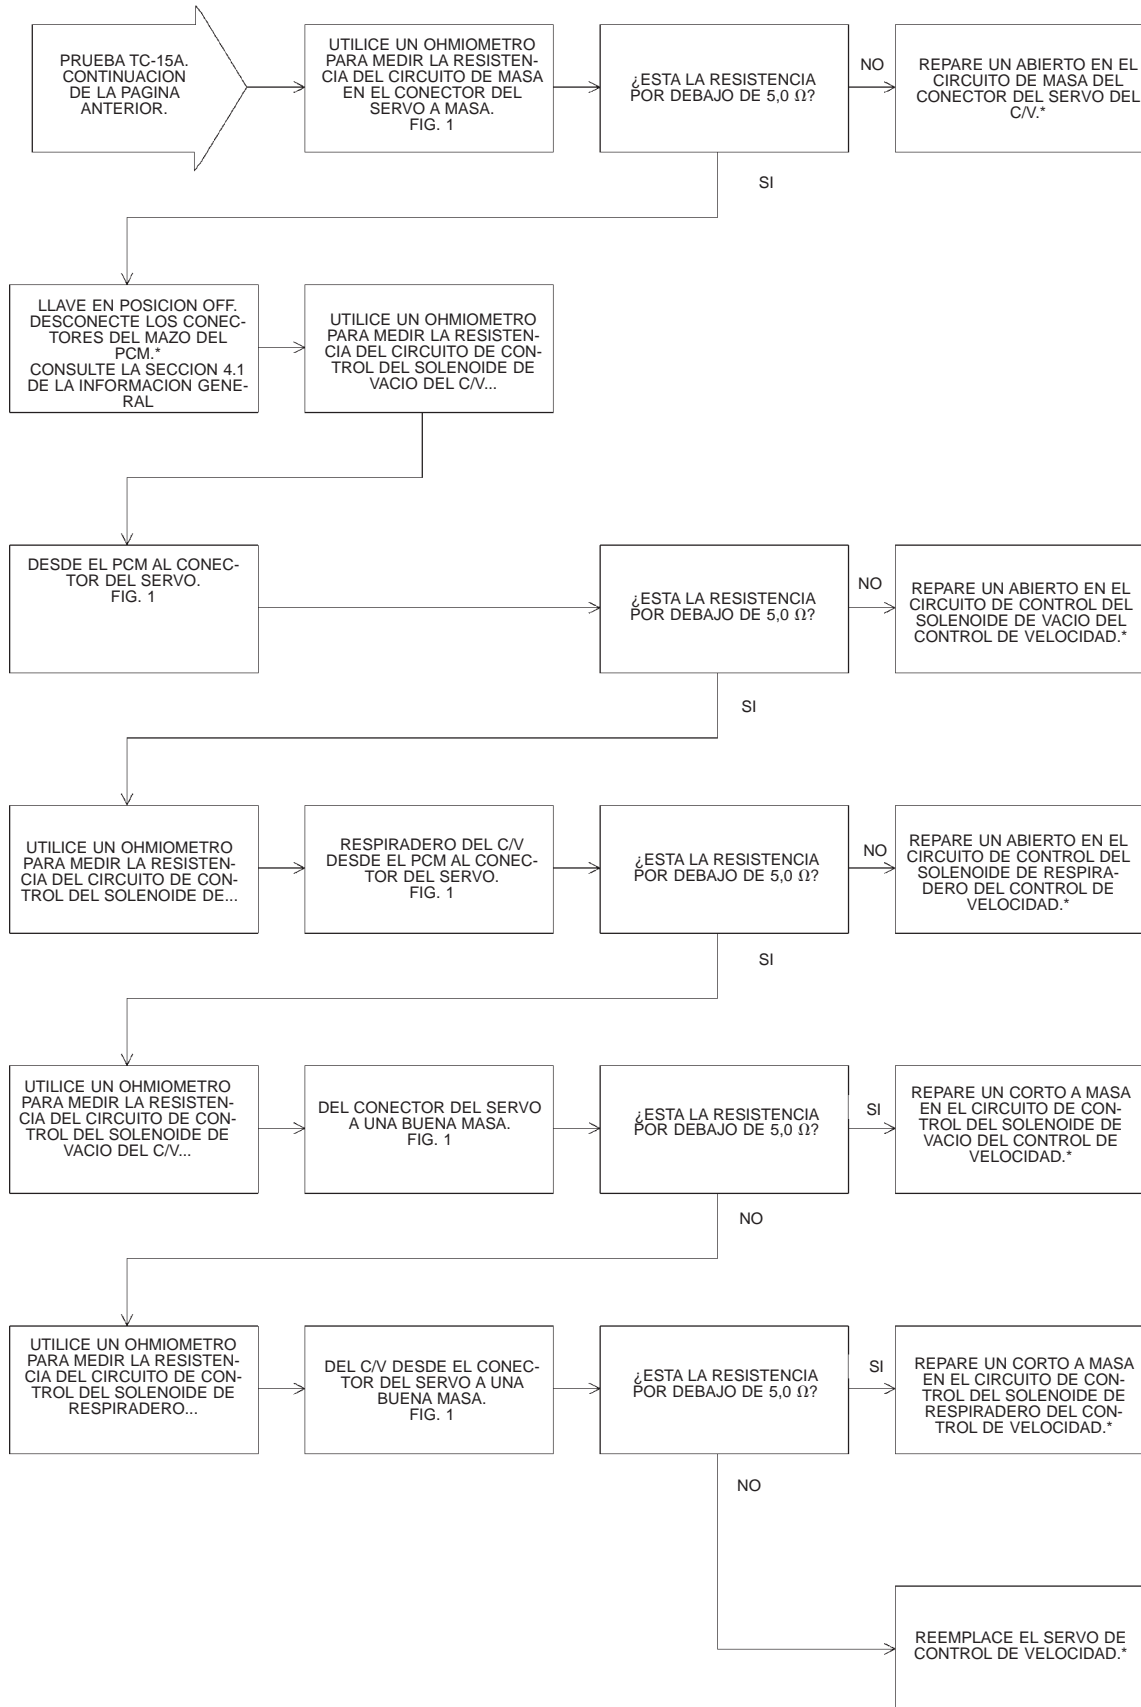 PRUEBA TC-15A.
CONTINUACION
DE LA PAGINA
ANTERIOR.
UTILICE UN OHMIOMETRO
PARA MEDIR LA RESISTEN-
CIA DEL CIRCUITO DE MASA
EN EL CONECTOR DEL
SERVO A MASA.
FIG. 1
¿ESTA LA RESISTENCIA
POR DEBAJO DE 5,0 Ω?
NO
REPARE UN ABIERTO EN EL
CIRCUITO DE MASA DEL
CONECTOR DEL SERVO DEL
C/V.*
SI
LLAVE EN POSICION OFF.
DESCONECTE LOS CONEC-
TORES DEL MAZO DEL
PCM.*
CONSULTE LA SECCION 4.1
DE LA INFORMACION GENE-
RAL
UTILICE UN OHMIOMETRO
PARA MEDIR LA RESISTEN-
CIA DEL CIRCUITO DE CON-
TROL DEL SOLENOIDE DE
VACIO DEL C/V...
DESDE EL PCM AL CONEC-
TOR DEL SERVO.
FIG. 1
¿ESTA LA RESISTENCIA
POR DEBAJO DE 5,0 Ω?
NO
REPARE UN ABIERTO EN EL
CIRCUITO DE CONTROL DEL
SOLENOIDE DE VACIO DEL
CONTROL DE VELOCIDAD.*
SI
UTILICE UN OHMIOMETRO
PARA MEDIR LA RESISTEN-
CIA DEL CIRCUITO DE CON-
TROL DEL SOLENOIDE DE...
RESPIRADERO DEL C/V
DESDE EL PCM AL CONEC-
TOR DEL SERVO.
FIG. 1
¿ESTA LA RESISTENCIA
POR DEBAJO DE 5,0 Ω?
NO
REPARE UN ABIERTO EN EL
CIRCUITO DE CONTROL DEL
SOLENOIDE DE RESPIRA-
DERO DEL CONTROL DE
VELOCIDAD.*
SI
UTILICE UN OHMIOMETRO
PARA MEDIR LA RESISTEN-
CIA DEL CIRCUITO DE CON-
TROL DEL SOLENOIDE DE
VACIO DEL C/V...
DEL CONECTOR DEL SERVO
A UNA BUENA MASA.
FIG. 1
¿ESTA LA RESISTENCIA
POR DEBAJO DE 5,0 Ω?
SI
REPARE UN CORTO A MASA
EN EL CIRCUITO DE CON-
TROL DEL SOLENOIDE DE
VACIO DEL CONTROL DE
VELOCIDAD.*
NO
UTILICE UN OHMIOMETRO
PARA MEDIR LA RESISTEN-
CIA DEL CIRCUITO DE CON-
TROL DEL SOLENOIDE DE
RESPIRADERO...
DEL C/V DESDE EL CONEC-
TOR DEL SERVO A UNA
BUENA MASA.
FIG. 1
¿ESTA LA RESISTENCIA
POR DEBAJO DE 5,0 Ω?
SI
REPARE UN CORTO A MASA
EN EL CIRCUITO DE CON-
TROL DEL SOLENOIDE DE
RESPIRADERO DEL CON-
TROL DE VELOCIDAD.*
NO
REEMPLACE EL SERVO DE
CONTROL DE VELOCIDAD.*